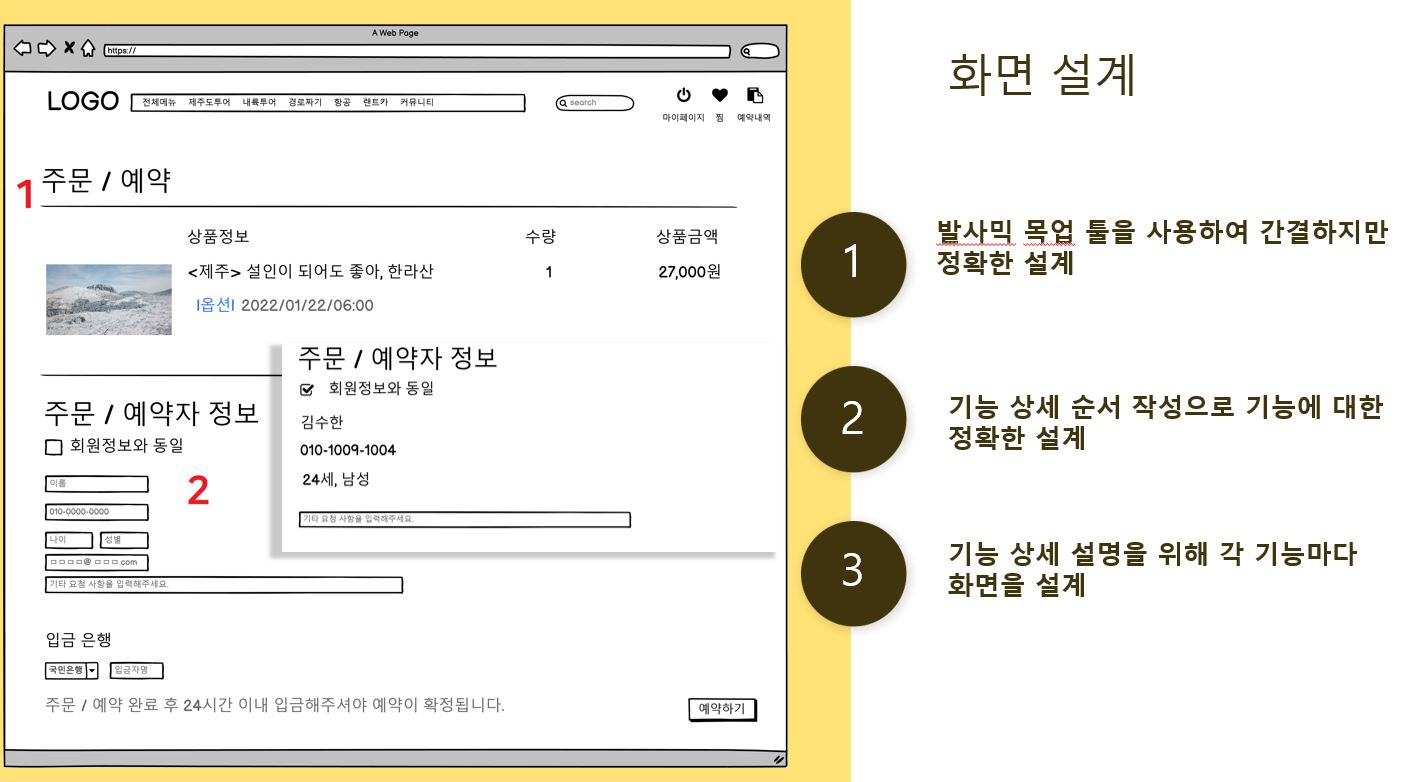 A Web Page
https://
LOGO
전체메뉴 제주도투어 내륙투어 경로짜기 항공 랜트카 커뮤니티
search
마이페이지 찜 예약내역
1
주문 / 예약
상품정보 수량 상품금액
<제주> 설인이 되어도 좋아, 한라산 1 27,000원
|옵션| 2022/01/22/06:00
주문 / 예약자 정보
회원정보와 동일
김수한
010-1009-1004
24세, 남성
기타 요청 사항을 입력해주세요.
주문 / 예약자 정보
회원정보와 동일
2
이름
010-0000-0000
나이 성별
ㅁㅁㅁㅁ@ ㅁㅁㅁ.com
기타 요청 사항을 입력해주세요.
입금 은행
국민은행 입금자명
주문 / 예약 완료 후 24시간 이내 입금해주셔야 예약이 확정됩니다.
예약하기
화면 설계
1
발사믹 목업 툴을 사용하여 간결하지만
정확한 설계
2
기능 상세 순서 작성으로 기능에 대한
정확한 설계
3
기능 상세 설명을 위해 각 기능마다
화면을 설계